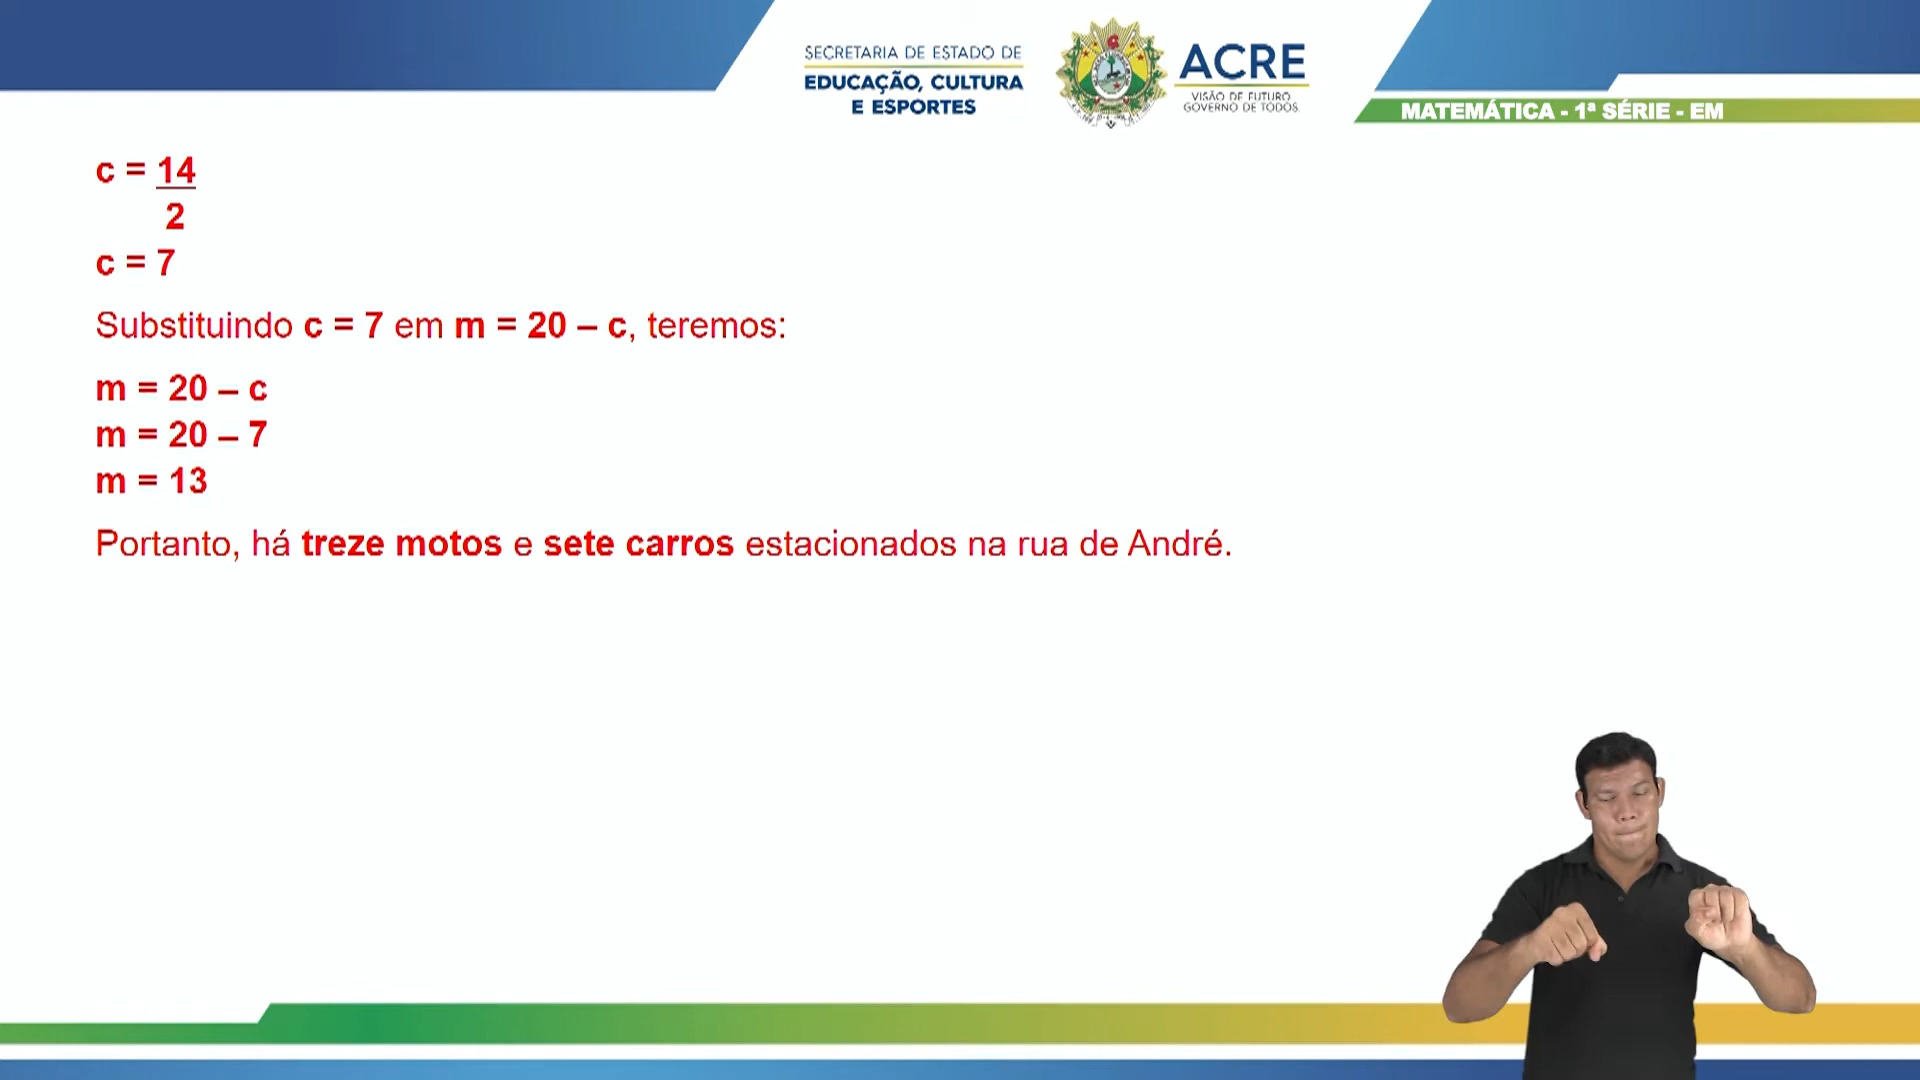 SECRETARIA DE ESTADO DE
EDUCAÇÃO, CULTURA
E ESPORTES
ACRE
VISÃO DE FUTURO
GOVERNO DE TODOS
MATEMÁTICA - 1ª SÉRIE - EM
c = 14
2
c = 7
Substituindo c = 7 em m = 20 – c, teremos:
m = 20 – c
m = 20 – 7
m = 13
Portanto, há treze motos e sete carros estacionados na rua de André.